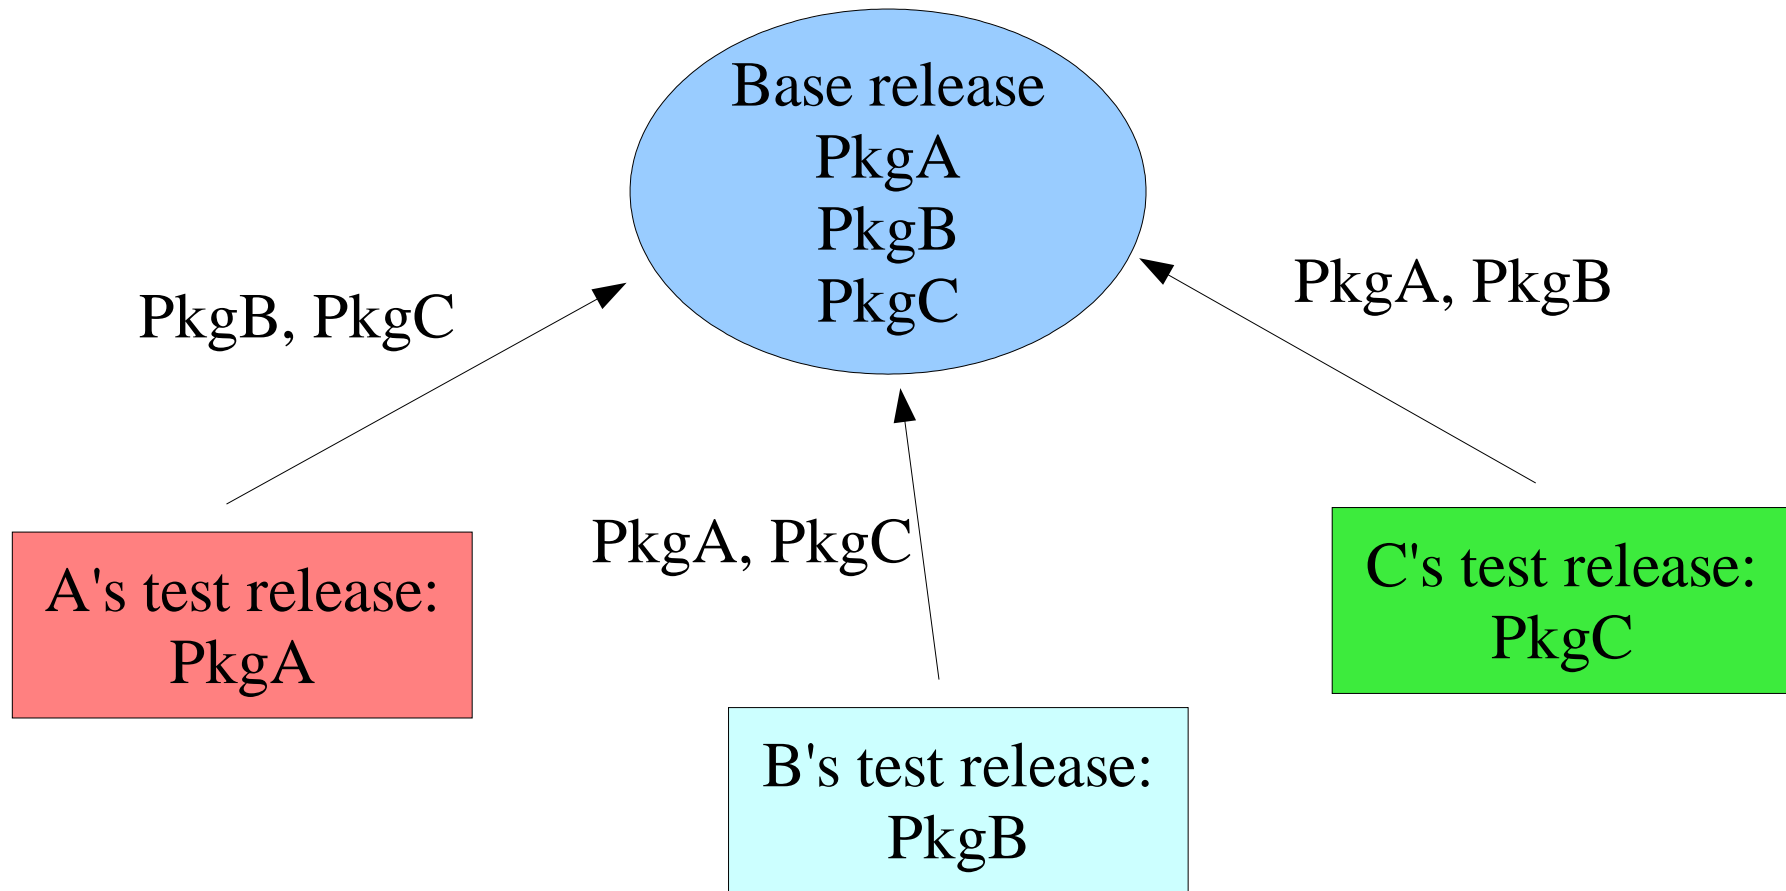 Base release
PkgA
PkgB
PkgC
PkgB, PkgC
PkgA, PkgB
PkgA, PkgC
A's test release:
PkgA
C's test release:
PkgC
B's test release:
PkgB